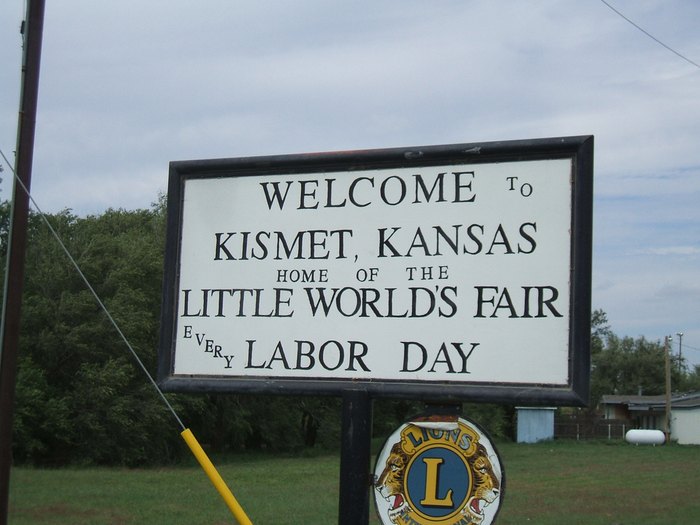 WELCOME TO
KISMET, KANSAS
HOME OF THE
LITTLE WORLD'S FAIR
EVERY LABOR DAY
LIONS
L